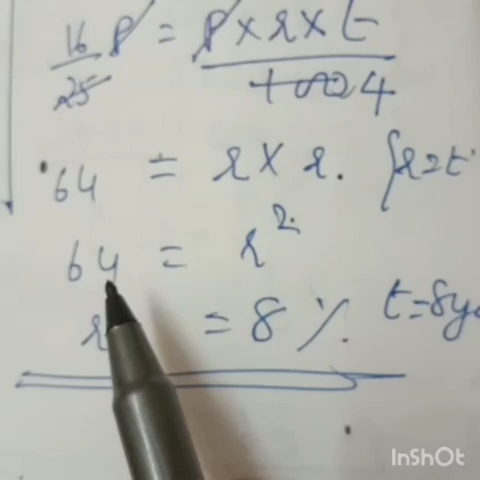 16/25 P = P × r × t / 100 4
64 = r × r. {r=t.
64 = r²
r = 8 %. t=8y
InShOt